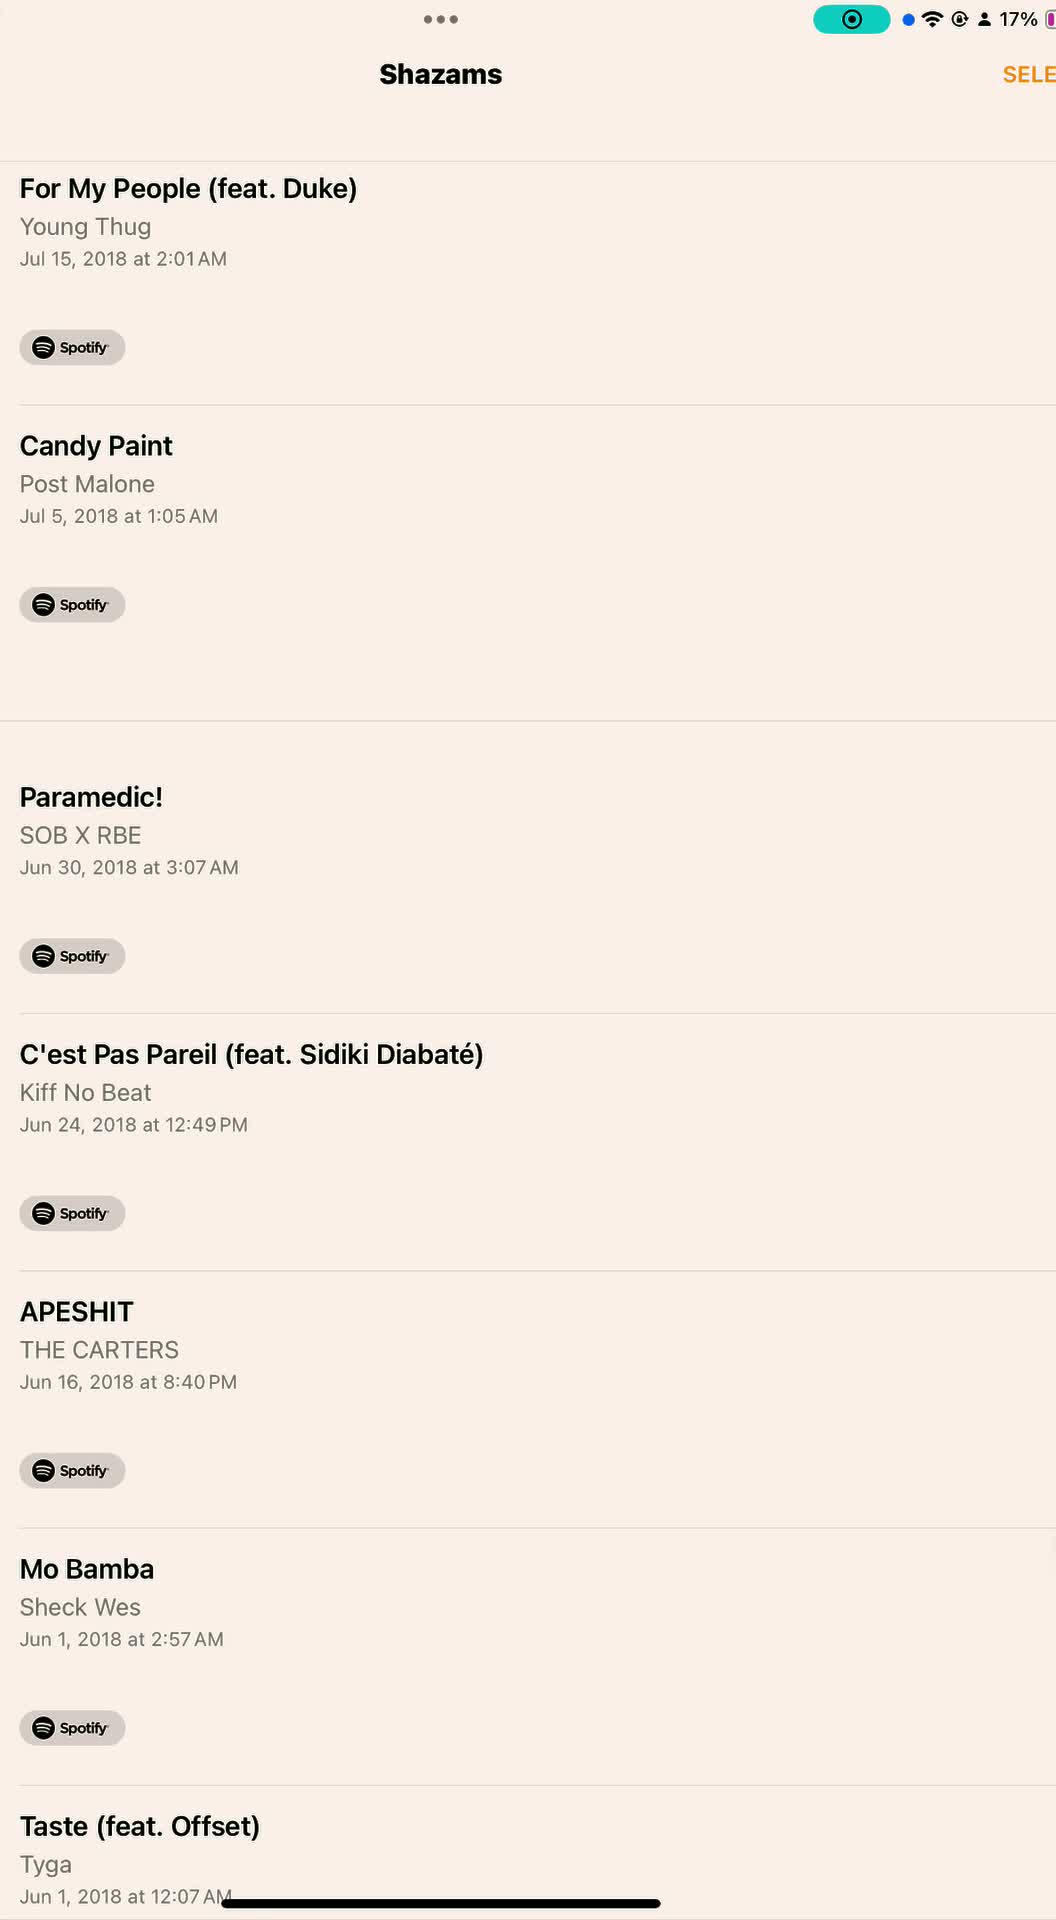 17%
Shazams
SELE
For My People (feat. Duke)
Young Thug
Jul 15, 2018 at 2:01 AM
Spotify
Candy Paint
Post Malone
Jul 5, 2018 at 1:05 AM
Spotify
Paramedic!
SOB X RBE
Jun 30, 2018 at 3:07 AM
Spotify
C'est Pas Pareil (feat. Sidiki Diabaté)
Kiff No Beat
Jun 24, 2018 at 12:49 PM
Spotify
APESHIT
THE CARTERS
Jun 16, 2018 at 8:40 PM
Spotify
Mo Bamba
Sheck Wes
Jun 1, 2018 at 2:57 AM
Spotify
Taste (feat. Offset)
Tyga
Jun 1, 2018 at 12:07 AM